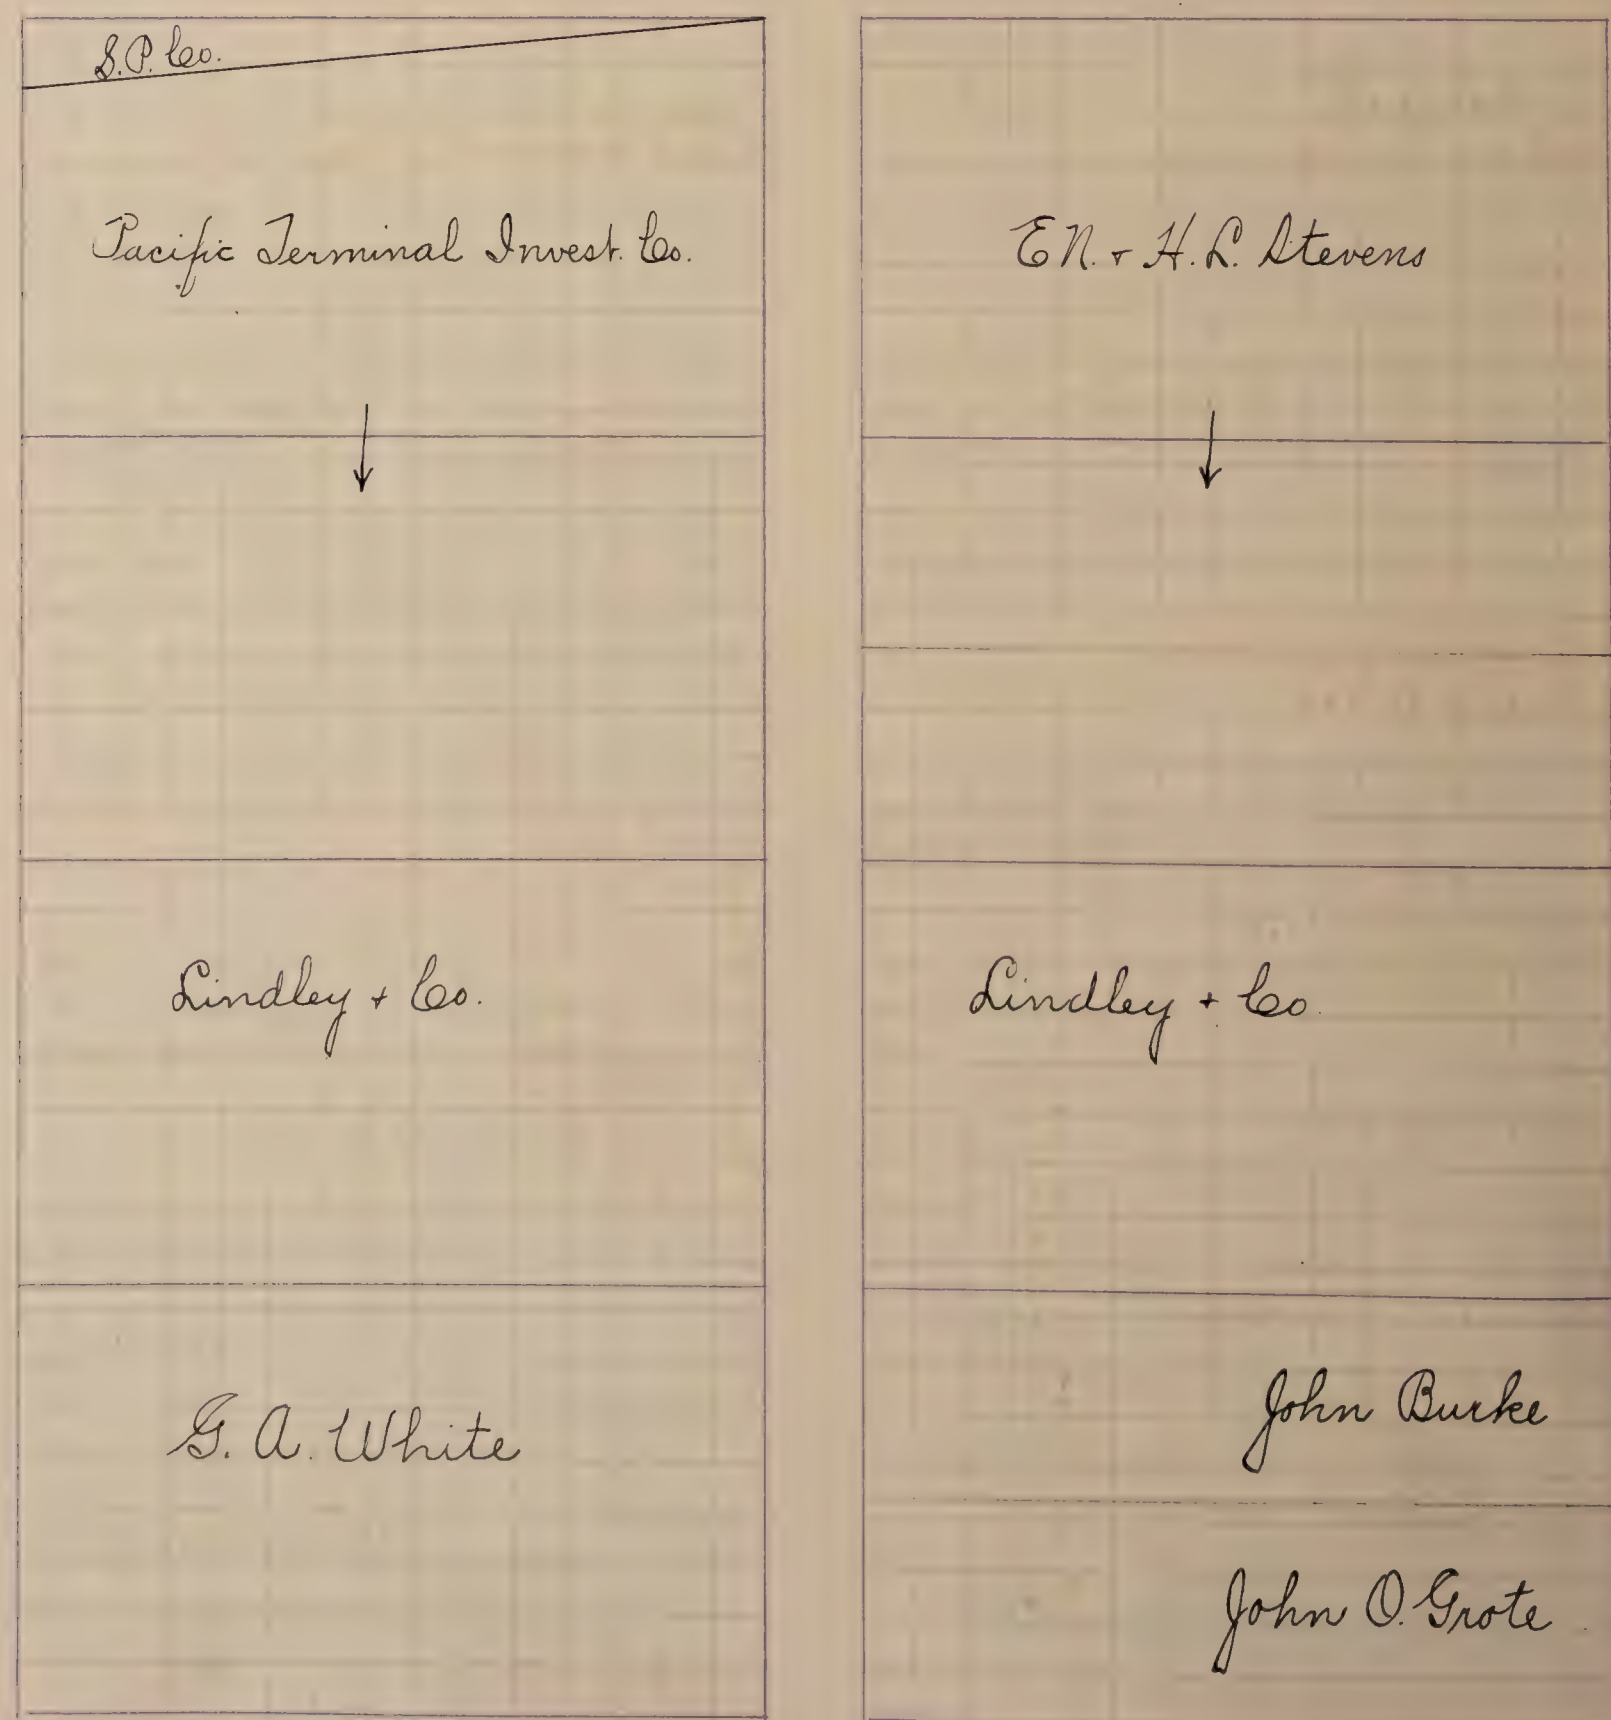 S.P. Co.
Pacific Terminal Invest. Co.
Lindley + Co.
G. A. White
E N. + H. L. Stevens
Lindley + Co.
John Burke
John O. Grote